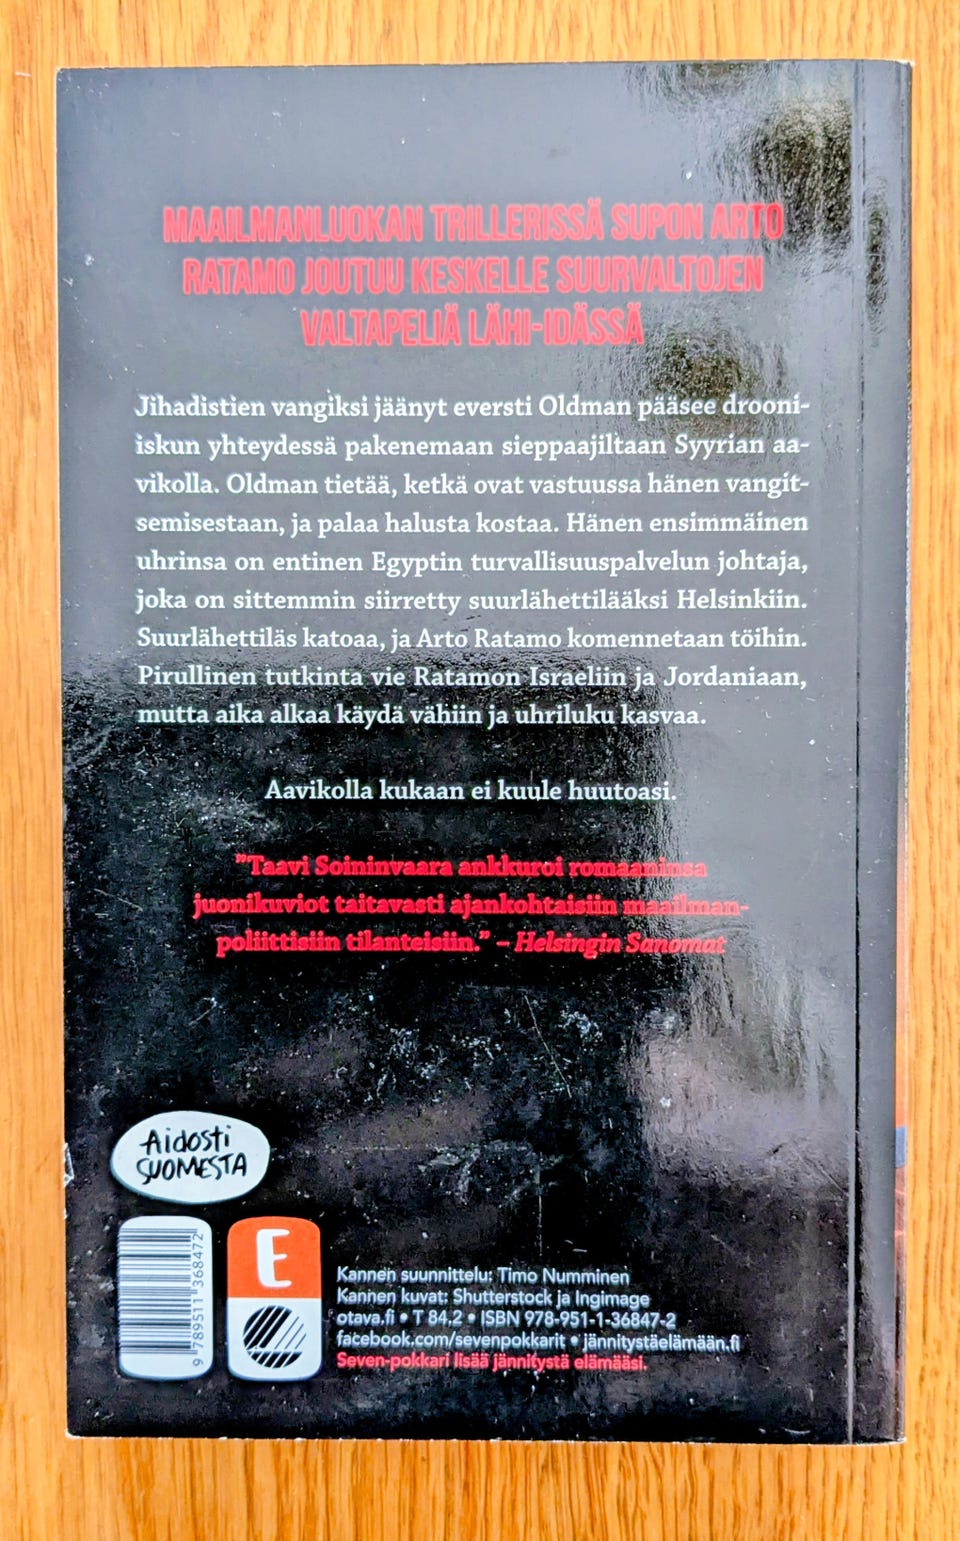 MAAILMANLUOKAN TRILLERISSÄ SUPON ARTO
RATAMO JOUTUU KESKELLE SUURVALTOJEN
VALTAPELIÄ LÄHI-IDÄSSÄ
Jihadistien vangiksi jäänyt eversti Oldman pääsee drooni-
iskun yhteydessä pakenemaan sieppaajiltaan Syyrian aa-
vikolla. Oldman tietää, ketkä ovat vastuussa hänen vangit-
semisestaan, ja palaa halusta kostaa. Hänen ensimmäinen
uhrinsa on entinen Egyptin turvallisuuspalvelun johtaja,
joka on sittemmin siirretty suurlähettilääksi Helsinkiin.
Suurlähettiläs katoaa, ja Arto Ratamo komennetaan töihin.
Pirullinen tutkinta vie Ratamon Israeliin ja Jordaniaan,
mutta aika alkaa käydä vähiin ja uhriluku kasvaa.
Aavikolla kukaan ei kuule huutoasi.
”Taavi Soininvaara ankkuroi romaaninsa
juonikuviot taitavasti ajankohtaisiin maailman-
poliittisiin tilanteisiin.” – Helsingin Sanomat
Aidosti
SUOMESTA
9 789511 368472
E
Kannen suunnittelu: Timo Numminen
Kannen kuvat: Shutterstock ja Ingimage
otava.fi • T 84.2 • ISBN 978-951-1-36847-2
facebook.com/sevenpokkarit • jännitystäelämään.fi
Seven-pokkari lisää jännitystä elämääsi.